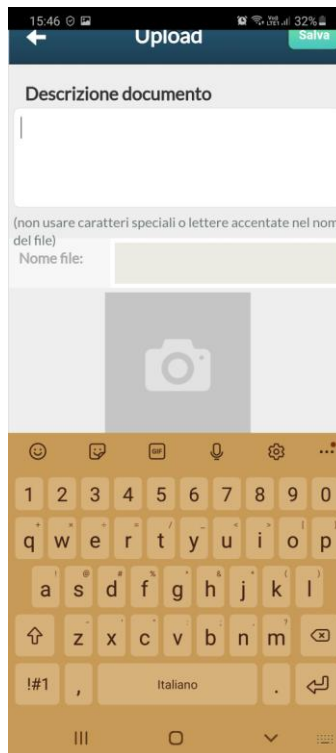 15:46 32%
Upload
Salva
Descrizione documento
(non usare caratteri speciali o lettere accentate nel nom
del file)
Nome file:
GIF
1 2 3 4 5 6 7 8 9 0
q w e r t y u i o p
a s d f g h j k l
z x c v b n m
!#1 , Italiano .